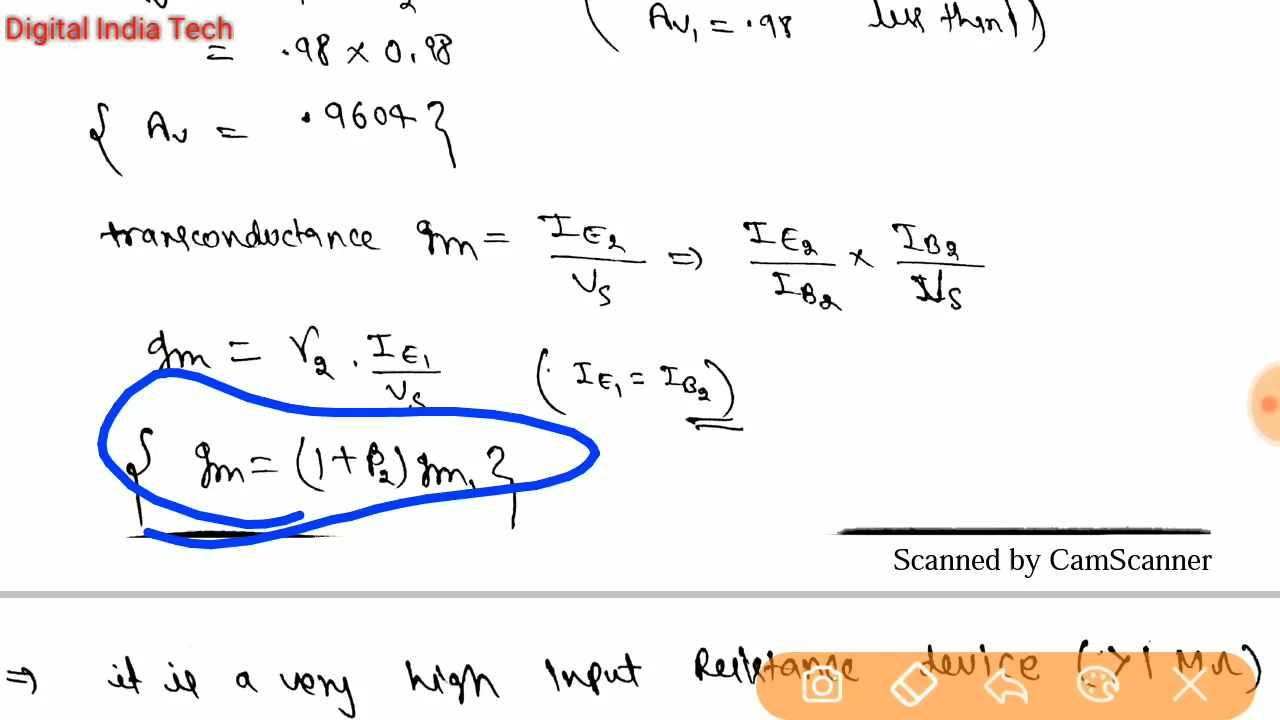 Digital India Tech
( Av₁ = .98 less then 1 )
= .98 × 0.98
{ Av = .9604 }
transconductance gm = IE₂/Vs ⇒ IE₂/IB₂ × IB₂/Vs
gm = γ₂ . IE₁/Vs ( ∵ IE₁ = IB₂ )
{ gm = (1+β₂) gm₁ }
Scanned by CamScanner
⇒ it is a very high input Resistance device (>1 MΩ)